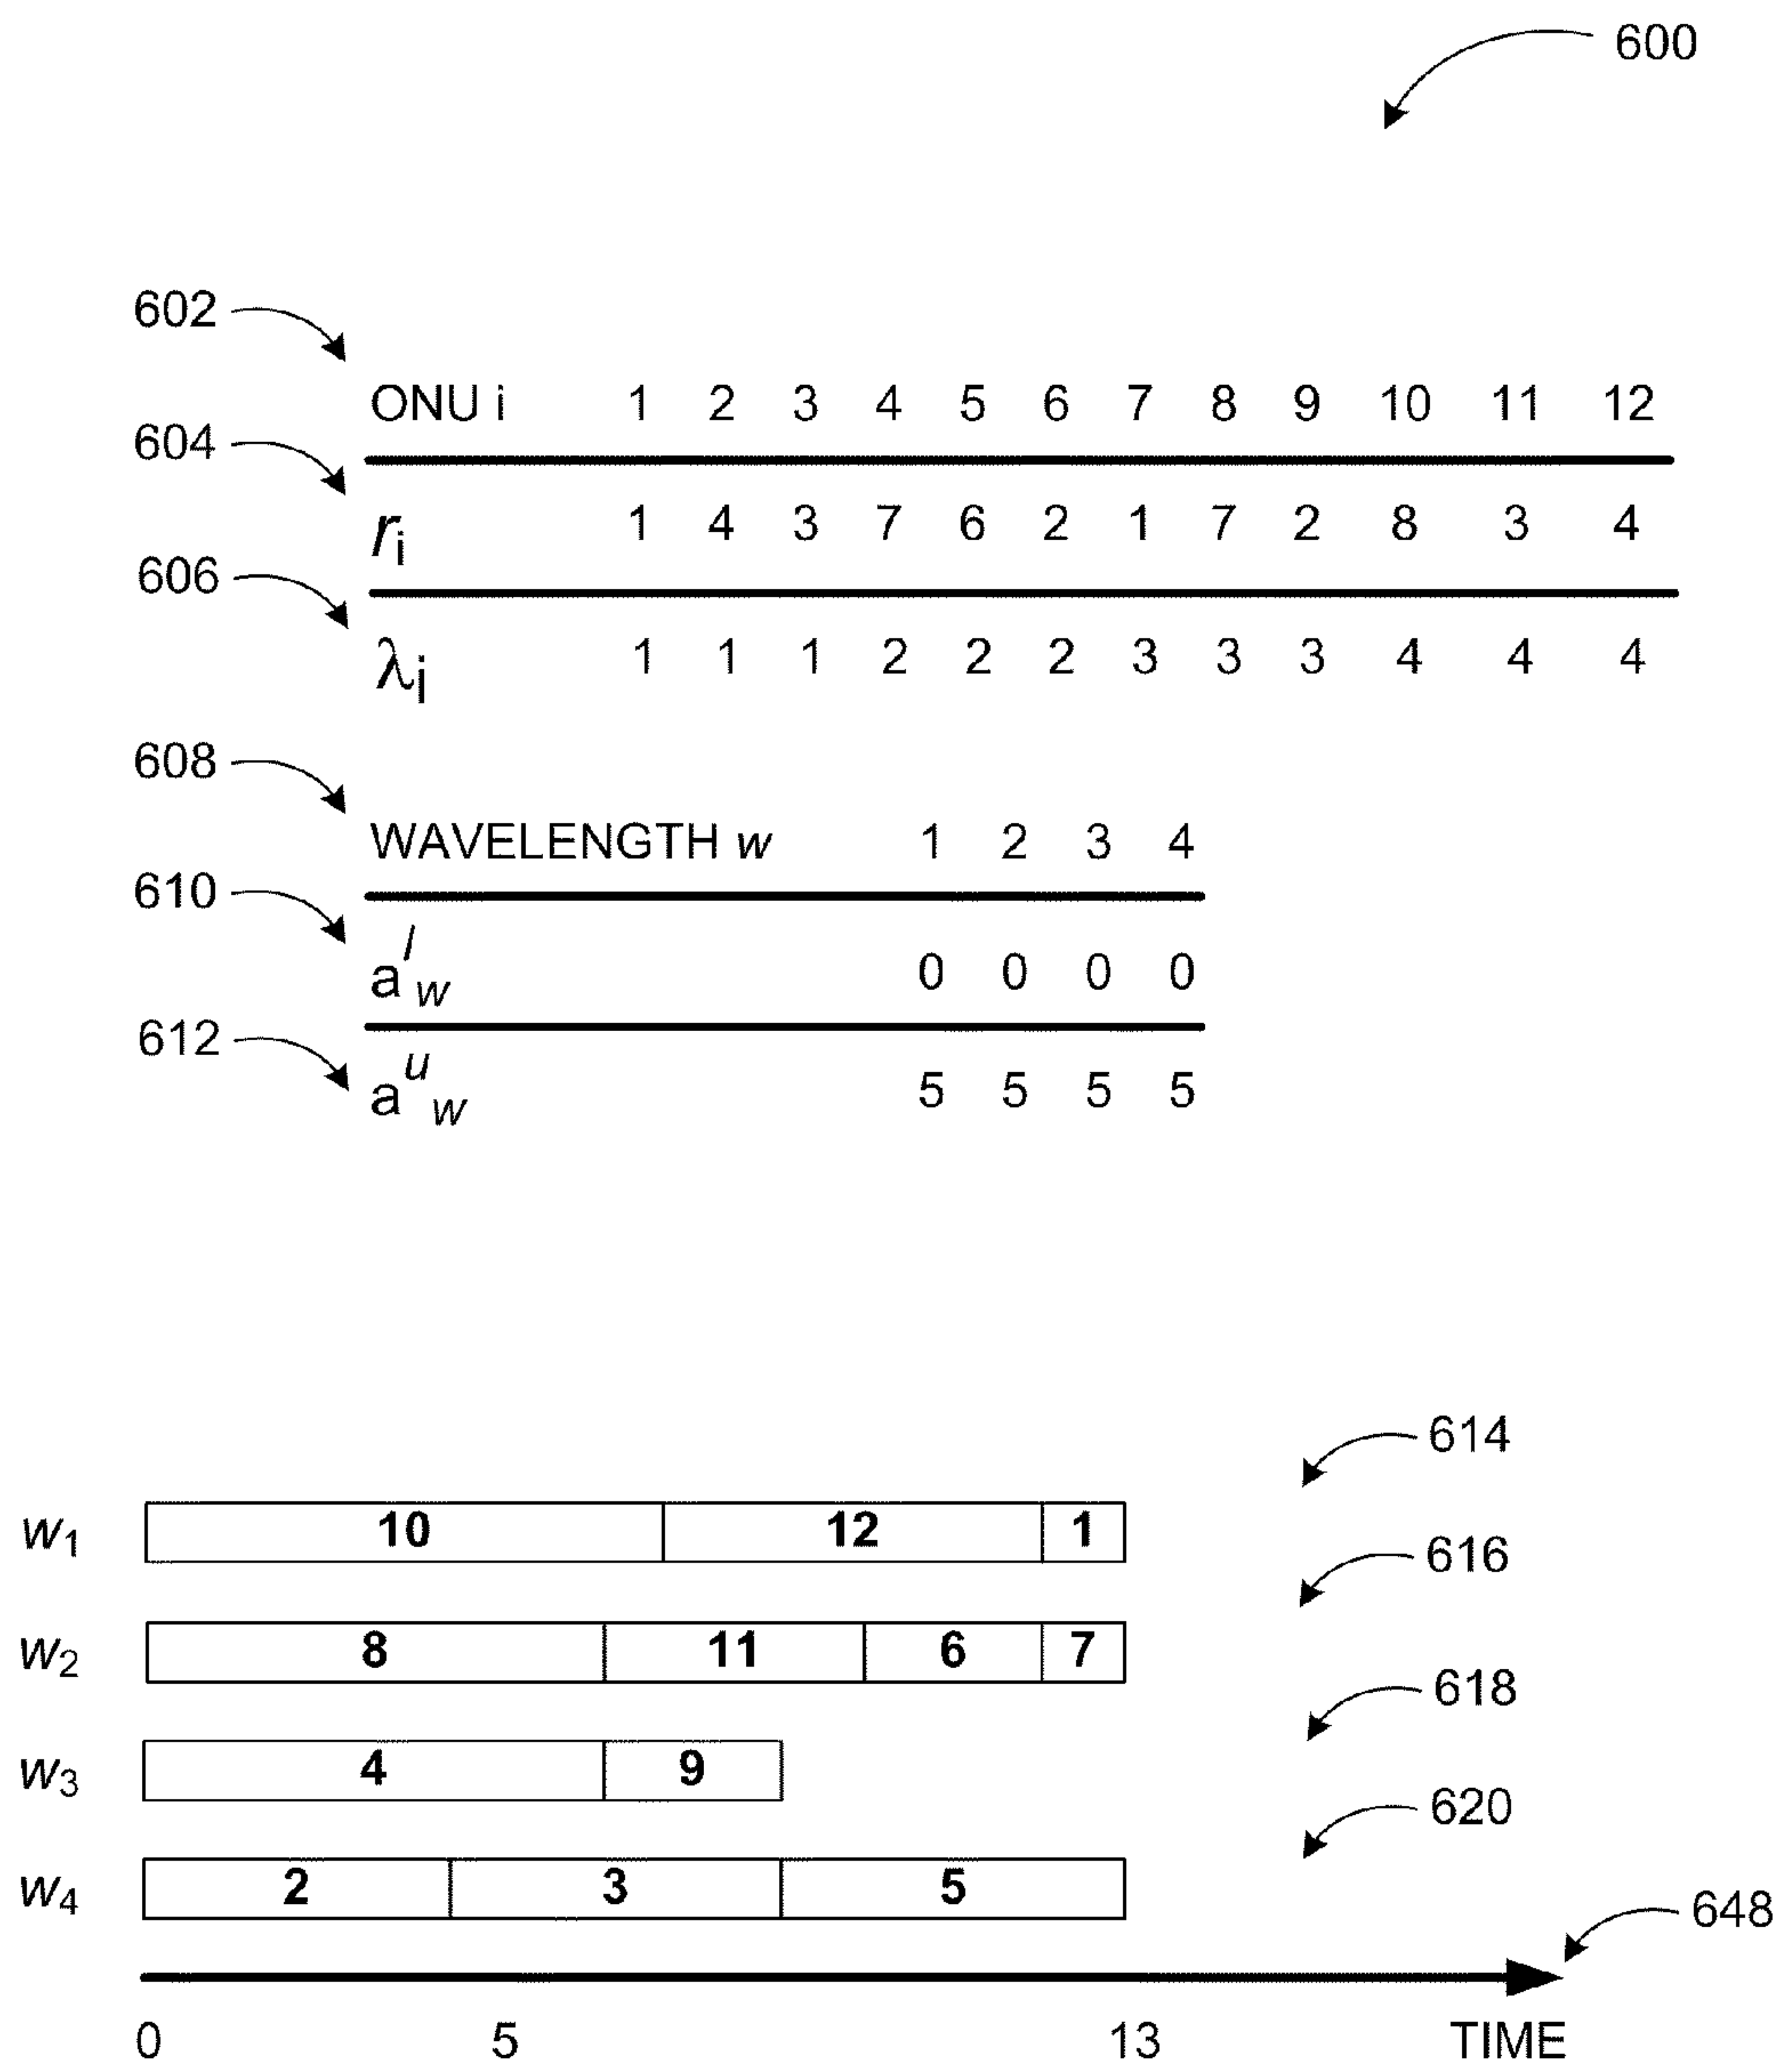 600
602
ONU i 1 2 3 4 5 6 7 8 9 10 11 12
604
ri 1 4 3 7 6 2 1 7 2 8 3 4
606
λi 1 1 1 2 2 2 3 3 3 4 4 4
608
WAVELENGTH w 1 2 3 4
610
a^l_w 0 0 0 0
612
a^u_w 5 5 5 5
614
w1 10 12 1
616
w2 8 11 6 7
618
w3 4 9
620
w4 2 3 5
648
0 5 13 TIME